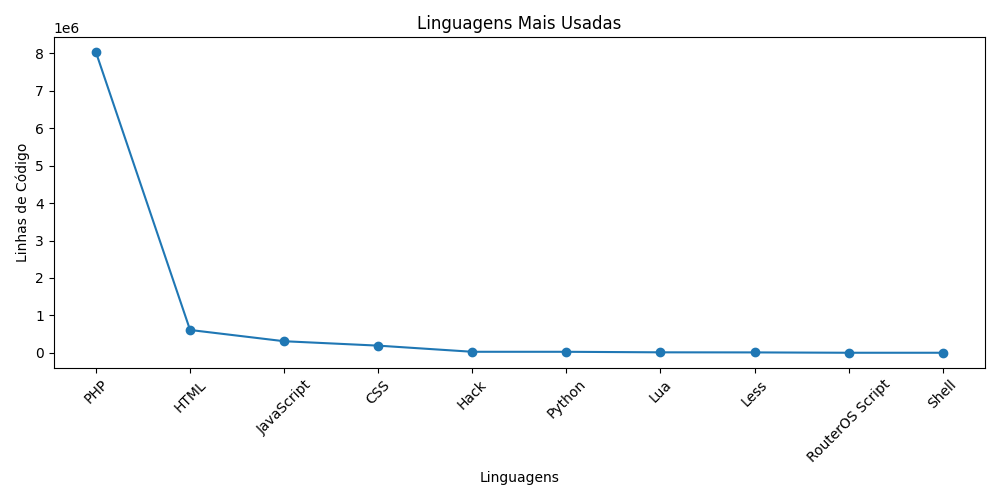 Linguagens Mais Usadas
1e6
8
7
6
5
4
3
2
1
0
Linhas de Código
PHP
HTML
JavaScript
CSS
Hack
Python
Lua
Less
RouterOS Script
Shell
Linguagens